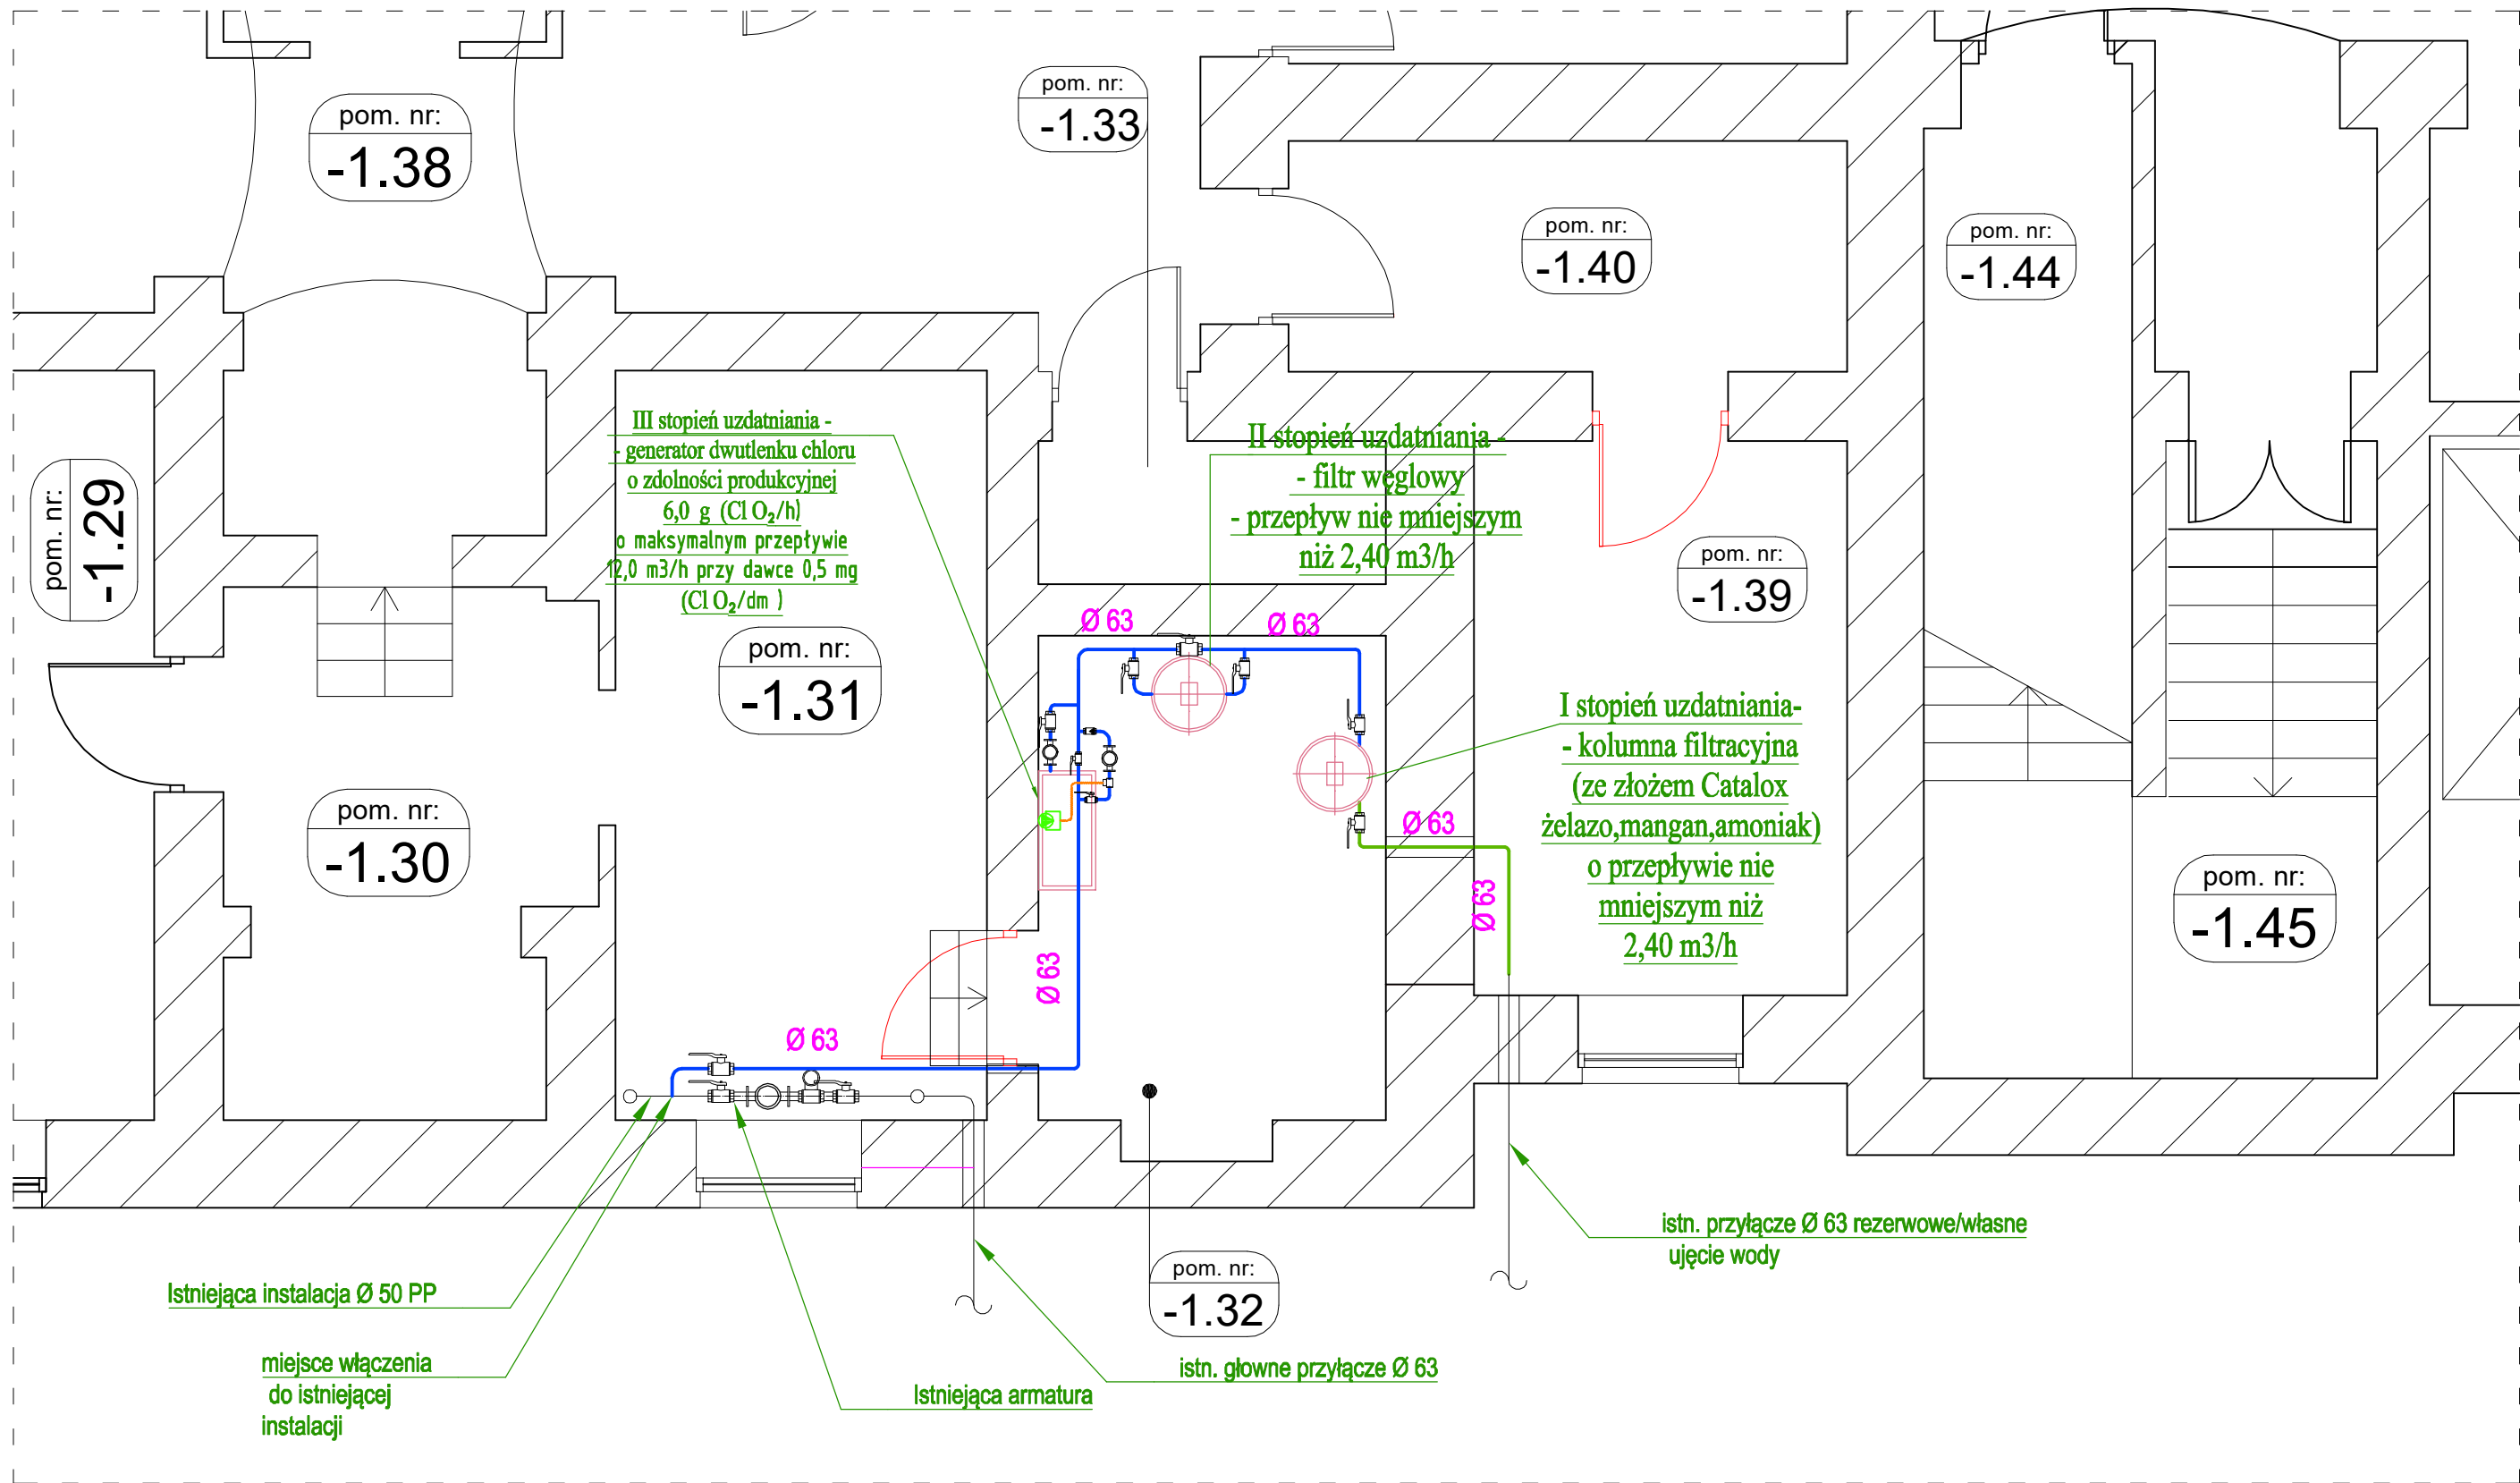 pom. nr:
-1.38
pom. nr:
-1.33
pom. nr:
-1.40
pom. nr:
-1.44
pom. nr:
-1.29
III stopień uzdatniania -
- generator dwutlenku chloru
o zdolności produkcyjnej
6,0 g (Cl O₂/h)
o maksymalnym przepływie
12,0 m3/h przy dawce 0,5 mg
(Cl O₂/dm )
II stopień uzdatniania -
- filtr węglowy
- przepływ nie mniejszym
niż 2,40 m3/h
pom. nr:
-1.39
pom. nr:
-1.31
Ø 63
Ø 63
I stopień uzdatniania-
- kolumna filtracyjna
(ze złożem Catalox
żelazo,mangan,amoniak)
o przepływie nie
mniejszym niż
2,40 m3/h
pom. nr:
-1.30
Ø 63
Ø 63
Ø 63
Ø 63
pom. nr:
-1.45
istn. przyłącze Ø 63 rezerwowe/własne
ujęcie wody
Istniejąca instalacja Ø 50 PP
pom. nr:
-1.32
miejsce włączenia
do istniejącej
instalacji
Istniejąca armatura
istn. głowne przyłącze Ø 63